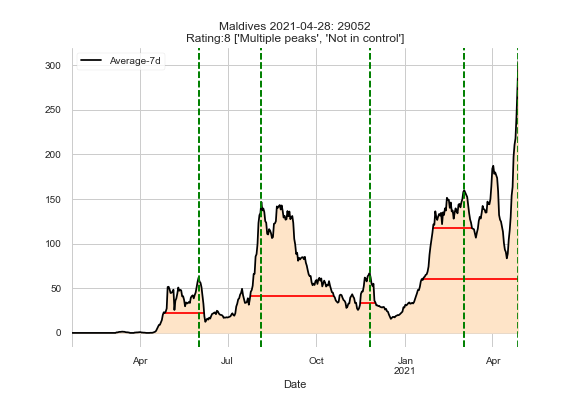 Maldives 2021-04-28: 29052
Rating:8 ['Multiple peaks', 'Not in control']
Average-7d
300
250
200
150
100
50
0
Apr
Jul
Oct
Jan
2021
Apr
Date